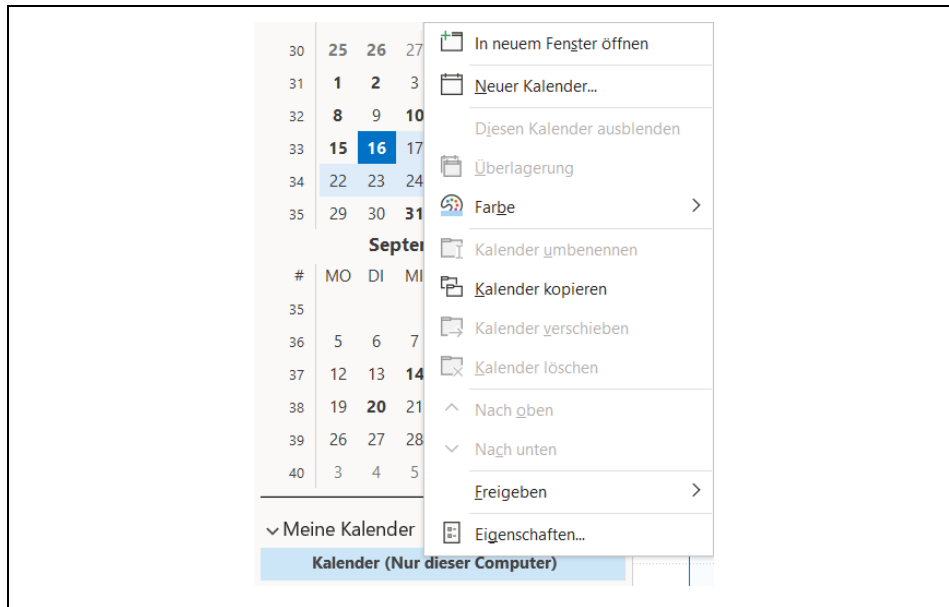 30 25 26 27
31 1 2 3
32 8 9 10
33 15 16 17
34 22 23 24
35 29 30 31
Septe
# MO DI MI
35
36 5 6 7
37 12 13 14
38 19 20 21
39 26 27 28
40 3 4 5
Meine Kalender
Kalender (Nur dieser Computer)
In neuem Fenster öffnen
Neuer Kalender...
Diesen Kalender ausblenden
Überlagerung
Farbe
Kalender umbenennen
Kalender kopieren
Kalender verschieben
Kalender löschen
Nach oben
Nach unten
Freigeben
Eigenschaften...